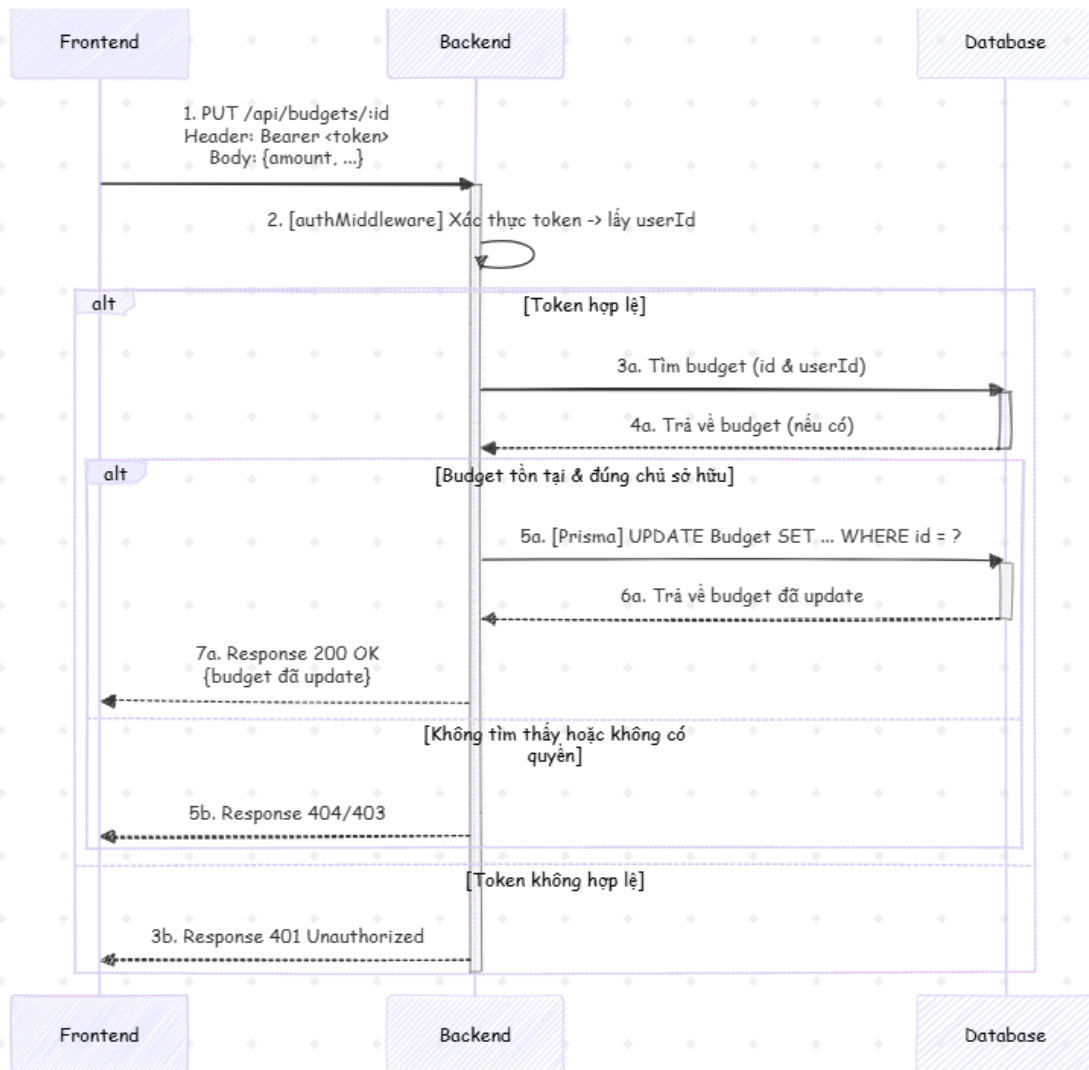 Frontend
Backend
Database
1. PUT /api/budgets/:id
Header: Bearer <token>
Body: {amount, ...}
2. [authMiddleware] Xác thực token -> lấy userId
alt
[Token hợp lệ]
3a. Tìm budget (id & userId)
4a. Trả về budget (nếu có)
alt
[Budget tồn tại & đúng chủ sở hữu]
5a. [Prisma] UPDATE Budget SET ... WHERE id = ?
6a. Trả về budget đã update
7a. Response 200 OK
{budget đã update}
[Không tìm thấy hoặc không có
quyền]
5b. Response 404/403
[Token không hợp lệ]
3b. Response 401 Unauthorized
Frontend
Backend
Database